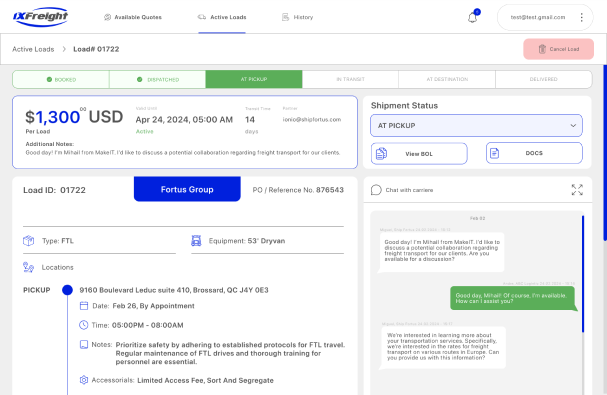 iXFreight
Available Quotes
Active Loads
History
test@test.gmail.com
Active Loads > Load# 01722
Cancel Load
BOOKED
DISPATCHED
AT PICKUP
IN TRANSIT
AT DESTINATION
DELIVERED
$1,300 00 USD
Per Load
Valid Until
Apr 24, 2024, 05:00 AM
Active
Transit Time
14
days
Partner
ionio@shipfortus.com
Additional Notes:
Good day! I'm Mihail from MakeIT. I'd like to discuss a potential collaboration regarding freight transport for our clients.
Shipment Status
AT PICKUP
View BOL
DOCS
Load ID: 01722
Fortus Group
PO / Reference No. 876543
Type: FTL
Equipment: 53' Dryvan
Locations
PICKUP
9160 Boulevard Leduc suite 410, Brossard, QC J4Y 0E3
Date: Feb 26, By Appointment
Time: 05:00PM - 08:00AM
Notes: Prioritize safety by adhering to established protocols for FTL travel.
Regular maintenance of FTL drives and thorough training for
personnel are essential.
Accessorials: Limited Access Fee, Sort And Segregate
Chat with carriere
Feb 02
Good day! I'm Mihail from MakeIT. I'd like to
discuss a potential collaboration regarding
freight transport for our clients. Are you
available for a discussion?
Good day, Mihail! Of course, I'm available.
How can I assist you?
We're interested in learning more about
your transportation services. Specifically,
we're interested in the rates for freight
transport on various routes in Europe. Can
you provide us with this information?